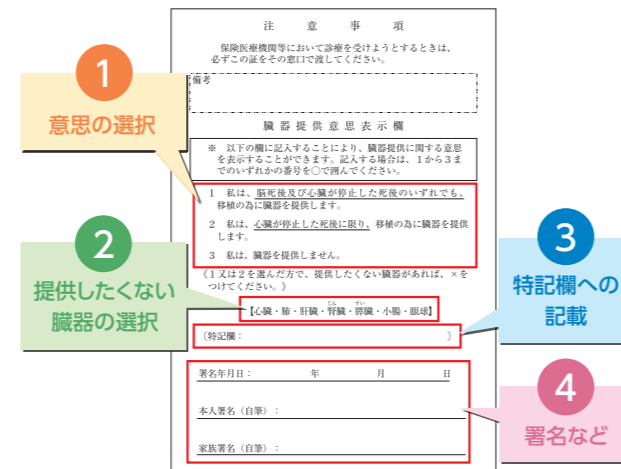 注意事項
保険医療機関等において診療を受けようとするときは、
必ずこの証をその窓口で渡してください。
備考
臓器提供意思表示欄
※ 以下の欄に記入することにより、臓器提供に関する意思
を表示することができます。記入する場合は、1から3ま
でのいずれかの番号を○で囲んでください。
1 私は、脳死後及び心臓が停止した死後のいずれでも、
移植の為に臓器を提供します。
2 私は、心臓が停止した死後に限り、移植の為に臓器を提供
します。
3 私は、臓器を提供しません。
《1又は2を選んだ方で、提供したくない臓器があれば、×を
つけてください。》
じん すい
【心臓・肺・肝臓・腎臓・膵臓・小腸・眼球】
〔特記欄: 〕
署名年月日: 年 月 日
本人署名(自筆):
家族署名(自筆):
1
意思の選択
2
提供したくない
臓器の選択
3
特記欄への
記載
4
署名など